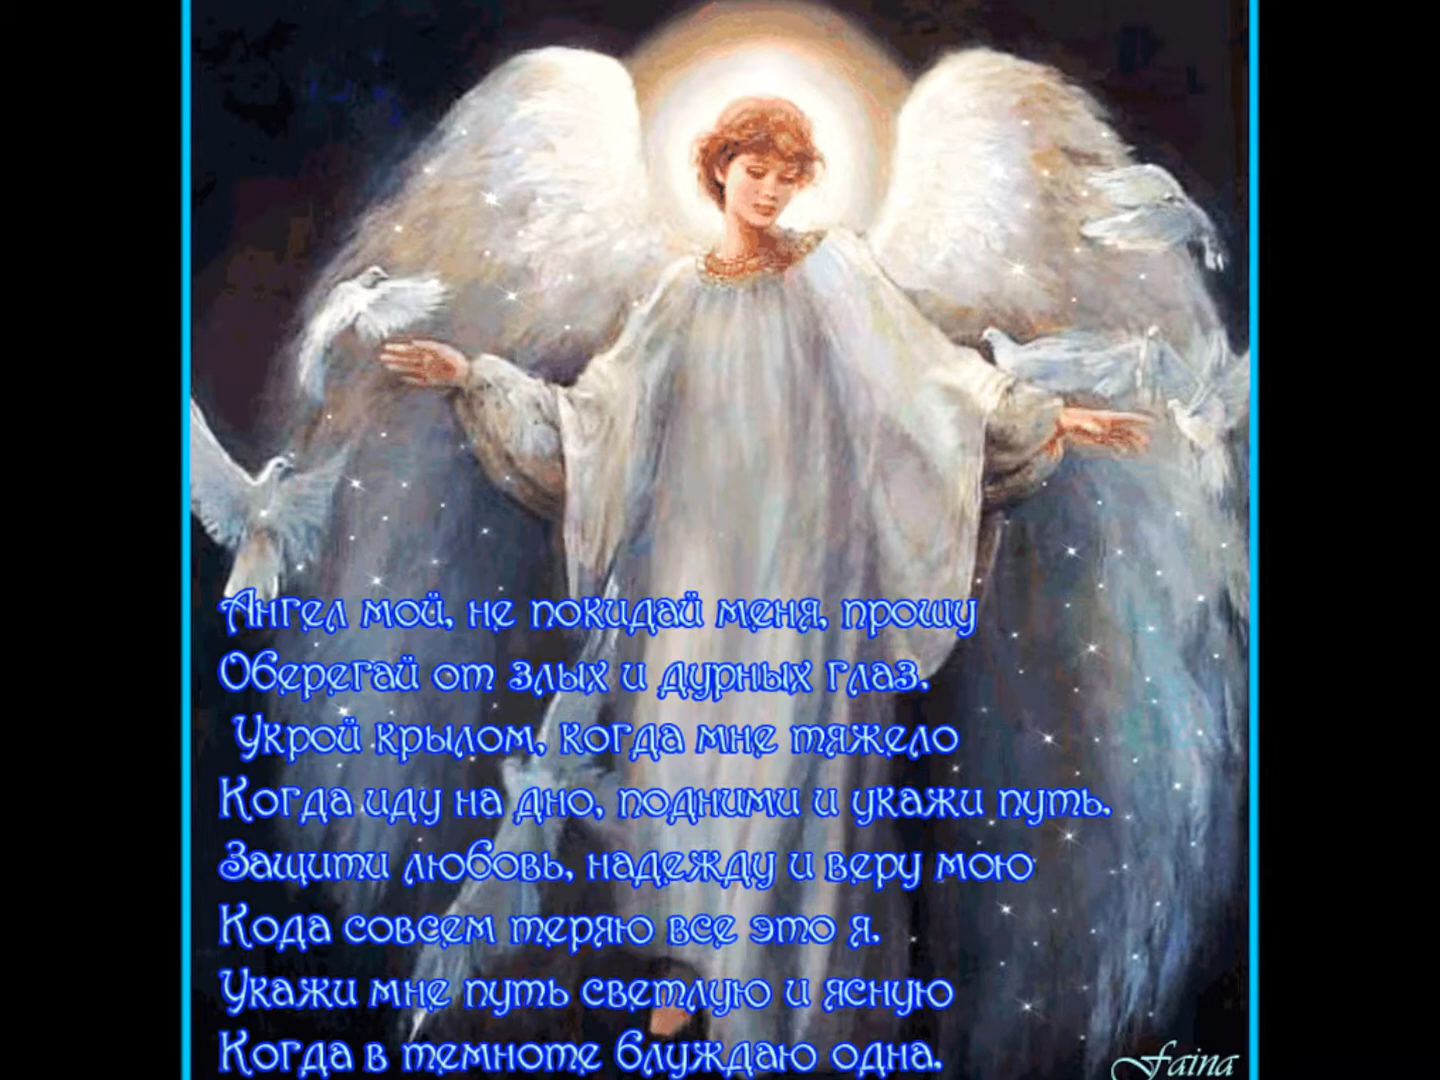 Ангел мой, не покидай меня, прошу
Оберегай от злых и дурных глаз.
Укрой крылом, когда мне тяжело
Когда иду на дно, подними и укажи путь.
Защити любовь, надежду и веру мою
Кода совсем теряю все это я.
Укажи мне путь светлую и ясную
Когда в темноте блуждаю одна.
Faina